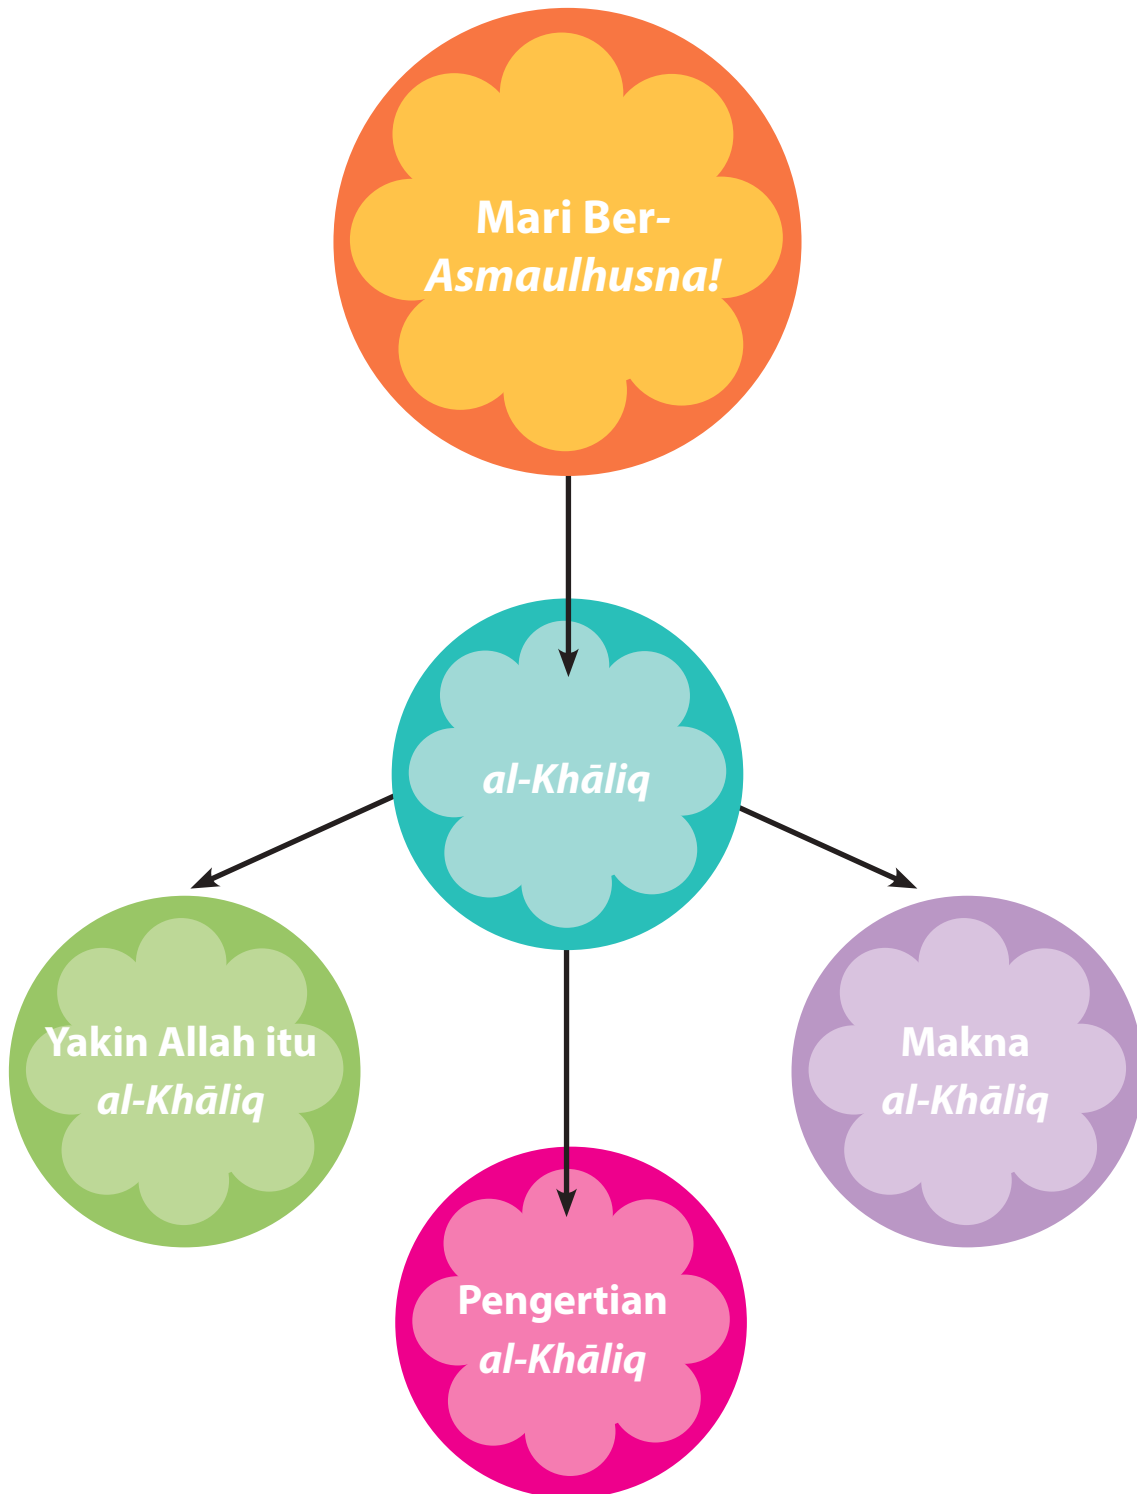 Mari Ber-
Asmaulhusna!
al-Khāliq
Yakin Allah itu
al-Khāliq
Makna
al-Khāliq
Pengertian
al-Khāliq